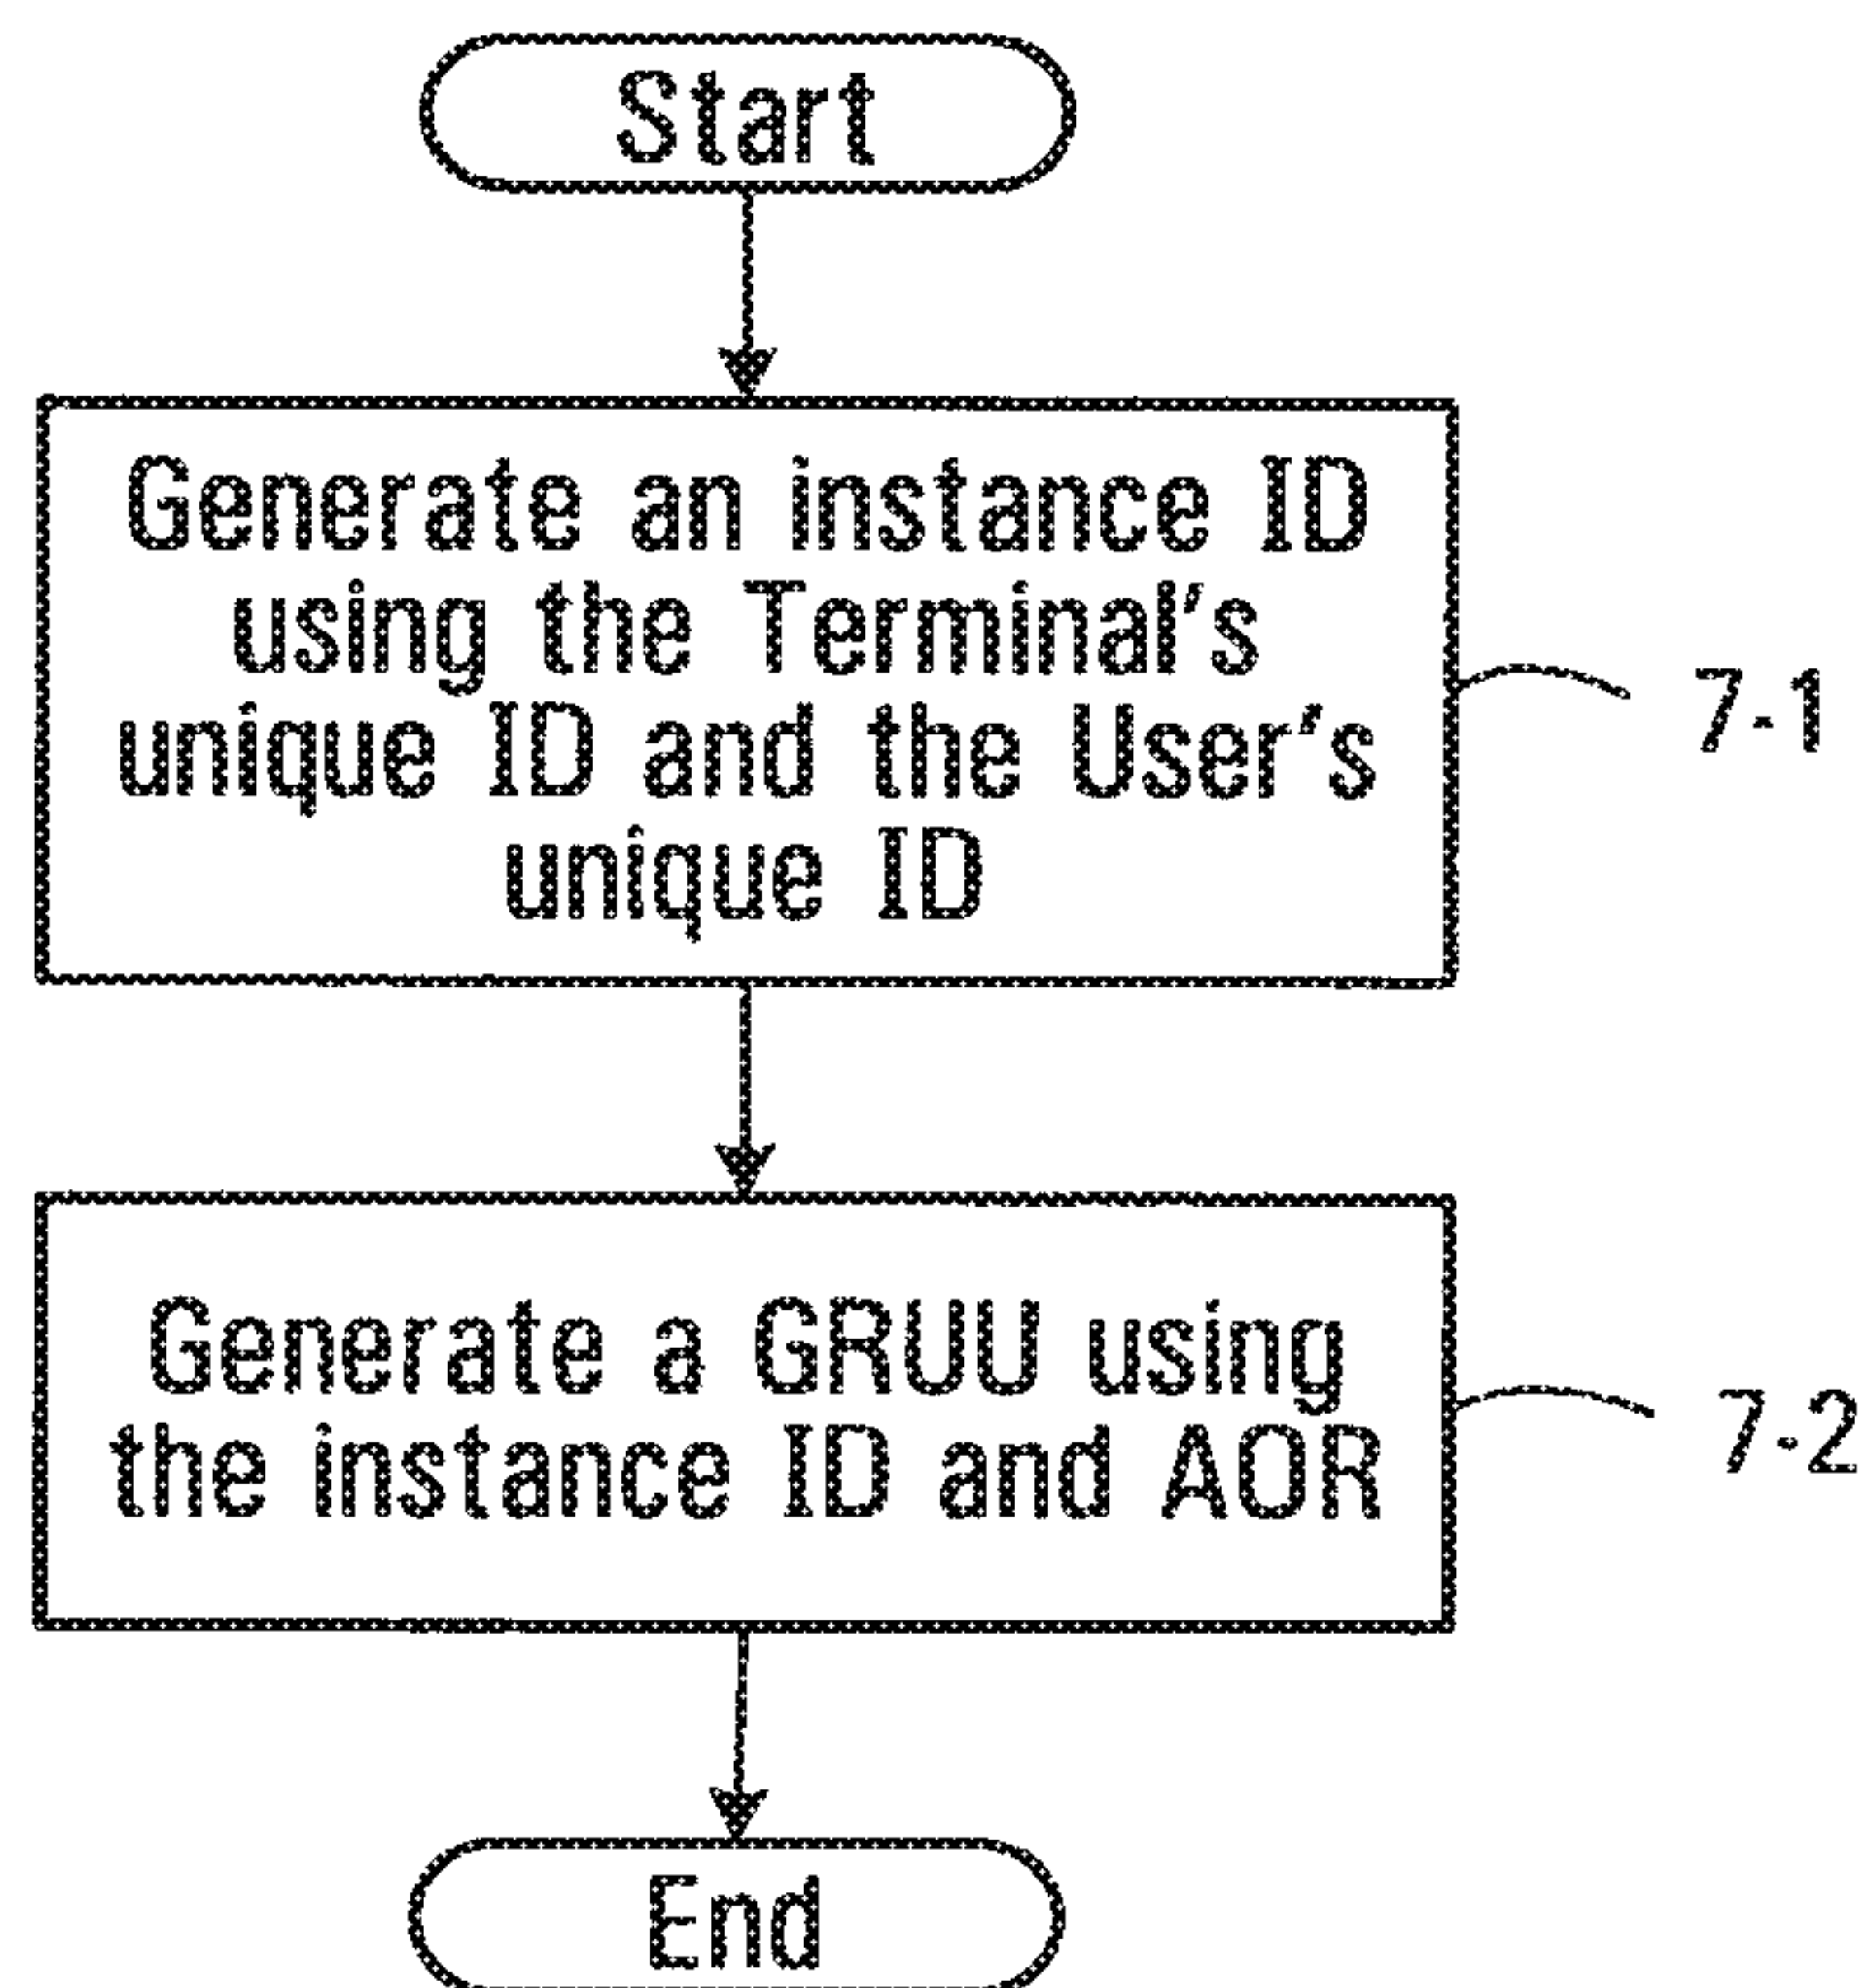 Start
Generate an instance ID
using the Terminal's
unique ID and the User's
unique ID
7-1
Generate a GRUU using
the instance ID and AOR
7-2
End